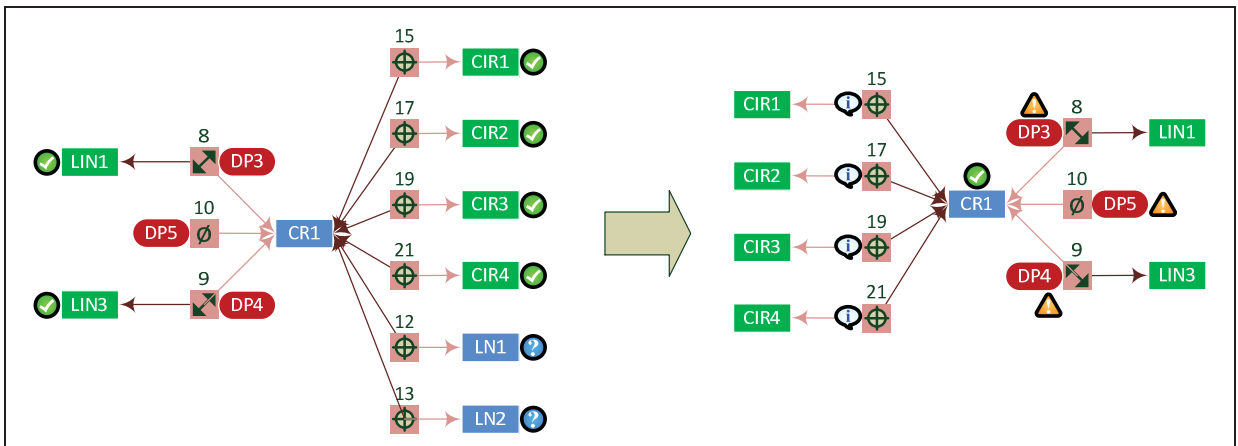 15
CIR1
17
CIR2
8
LIN1
DP3
19
CIR3
10
DP5
ø
CR1
21
CIR4
9
LIN3
DP4
12
LN1
?
13
LN2
?
15
CIR1
i
8
DP3
LIN1
17
CIR2
i
10
CR1
ø
DP5
19
CIR3
i
9
DP4
LIN3
21
CIR4
i